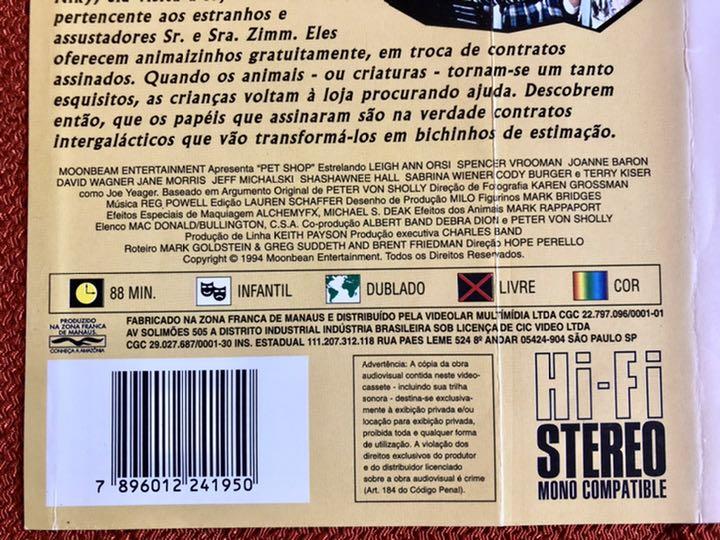 pertencente aos estranhos e
assustadores Sr. e Sra. Zimm. Eles
oferecem animaizinhos gratuitamente, em troca de contratos
assinados. Quando os animais - ou criaturas - tornam-se um tanto
esquisitos, as crianças voltam à loja procurando ajuda. Descobrem
então, que os papéis que assinaram são na verdade contratos
intergalácticos que vão transformá-los em bichinhos de estimação.
MOONBEAM ENTERTAINMENT Apresenta "PET SHOP" Estrelando LEIGH ANN ORSI SPENCER VROOMAN JOANNE BARON
DAVID WAGNER JANE MORRIS JEFF MICHALSKI SHASHAWNEE HALL SABRINA WIENER CODY BURGER e TERRY KISER
como Joe Yeager. Baseado em Argumento Original de PETER VON SHOLLY Direção de Fotografia KAREN GROSSMAN
Música REG POWELL Edição LAUREN SCHAFFER Desenho de Produção MILO Figurinos MARK BRIDGES
Efeitos Especiais de Maquiagem ALCHEMYFX, MICHAEL S. DEAK Efeitos dos Animais MARK RAPPAPORT
Elenco MAC DONALD/BULLINGTON, C.S.A. Co-produção ALBERT BAND DEBRA DION e PETER VON SHOLLY
Produção de Linha KEITH PAYSON Produção executiva CHARLES BAND
Roteiro MARK GOLDSTEIN & GREG SUDDETH AND BRENT FRIEDMAN Direção HOPE PERELLO
Copyright © 1994 Moonbean Entertainment. Todos os Direitos Reservados.
88 MIN. INFANTIL DUBLADO LIVRE COR
PRODUZIDO
NA ZONA FRANCA
DE MANAUS
CONHEÇA A AMAZÔNIA
FABRICADO NA ZONA FRANCA DE MANAUS E DISTRIBUÍDO PELA VIDEOLAR MULTIMÍDIA LTDA CGC 22.797.096/0001-01
AV SOLIMÕES 505 A DISTRITO INDUSTRIAL INDÚSTRIA BRASILEIRA SOB LICENÇA DE CIC VIDEO LTDA
CGC 29.027.687/0001-30 INS. ESTADUAL 111.207.312.118 RUA PAES LEME 524 8º ANDAR 05424-904 SÃO PAULO SP
7 896012 241950
Advertência: A cópia da obra
audiovisual contida neste video-
cassete - incluindo sua trilha
sonora - destina-se exclusiva-
mente à exibição privada e/ou
locação para exibição privada,
proibida toda e qualquer forma
de utilização. A violação dos
direitos exclusivos do produtor
e do distribuidor licenciado
sobre a obra audiovisual é crime
(Art. 184 do Código Penal).
Hi-Fi
STEREO
MONO COMPATIBLE